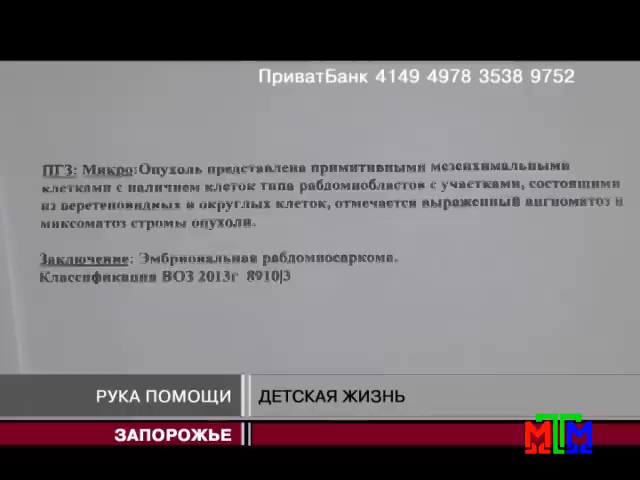 ПриватБанк 4149 4978 3538 9752
ПГЗ: Микро:Опухоль представлена примитивными мезенхимальными
клетками с наличием клеток типа рабдомиобластов с участками, состоящими
из веретеновидных и округлых клеток, отмечается выраженный ангиоматоз и
миксоматоз стромы опухоли.
Заключение: Эмбриональная рабдомиосаркома.
Классификация ВОЗ 2013г 8910|3
РУКА ПОМОЩИ
ДЕТСКАЯ ЖИЗНЬ
ЗАПОРОЖЬЕ
МТМ